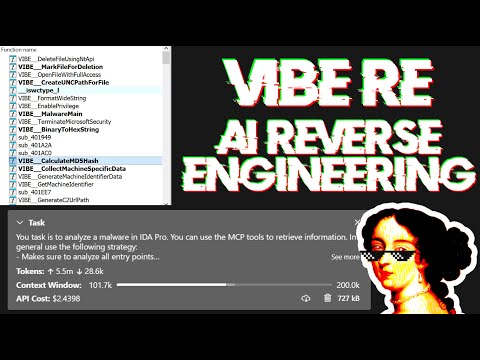 Function name
VIBE__DeleteFileUsingNtApi
VIBE__MarkFileForDeletion
VIBE__OpenFileWithFullAccess
VIBE__CreateUNCPathForFile
__iswctype_l
VIBE__FormatWideString
VIBE__EnablePrivilege
VIBE__MalwareMain
VIBE__TerminateMicrosoftSecurity
VIBE__BinaryToHexString
sub_401949
sub_401A2A
sub_401AC0
VIBE__CalculateMD5Hash
VIBE__CollectMachineSpecificData
VIBE__GenerateMachineIdentifierData
VIBE__GetMachineIdentifier
sub_401EE7
VIBE__GenerateC2UrlPath
VIBE RE
AI REVERSE
ENGINEERING
Task
You task is to analyze a malware in IDA Pro. You can use the MCP tools to retrieve information. In
general use the following strategy:
- Makes sure to analyze all entry points...
See more
Tokens: ↑ 5.5m ↓ 28.6k
Context Window: 101.7k 200.0k
API Cost: $2.4398
727 kB